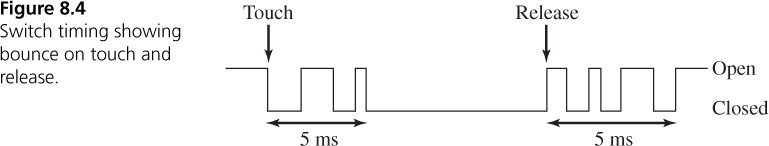 Figure 8.4
Switch timing showing
bounce on touch and
release.
Touch
Release
Open
Closed
5 ms
5 ms